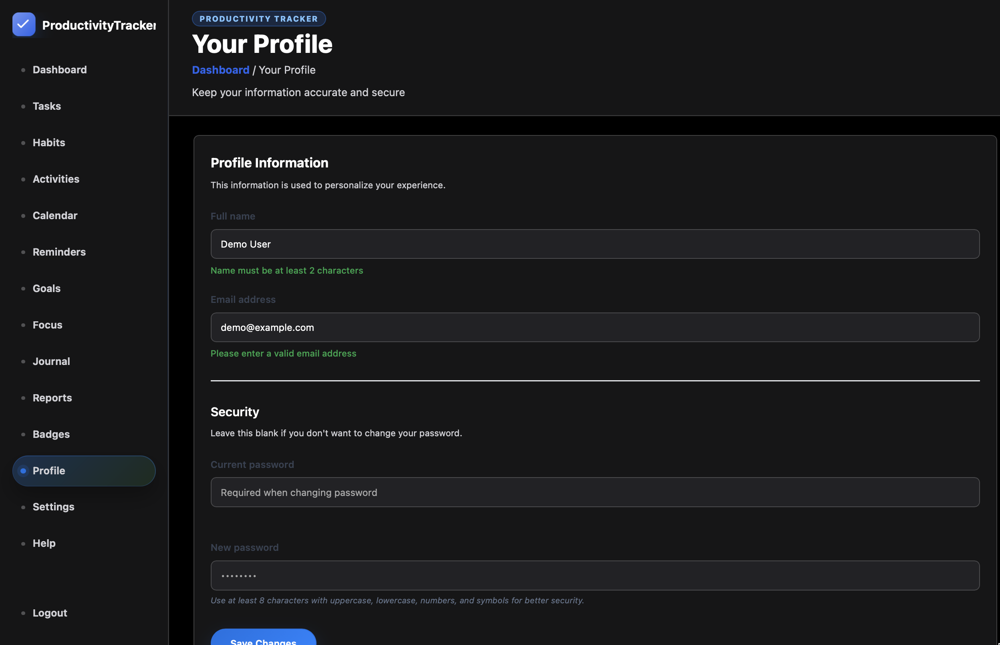 ProductivityTracker
Dashboard
Tasks
Habits
Activities
Calendar
Reminders
Goals
Focus
Journal
Reports
Badges
Profile
Settings
Help
Logout
PRODUCTIVITY TRACKER
Your Profile
Dashboard / Your Profile
Keep your information accurate and secure
Profile Information
This information is used to personalize your experience.
Full name
Demo User
Name must be at least 2 characters
Email address
demo@example.com
Please enter a valid email address
Security
Leave this blank if you don't want to change your password.
Current password
Required when changing password
New password
••••••••
Use at least 8 characters with uppercase, lowercase, numbers, and symbols for better security.
Save Changes